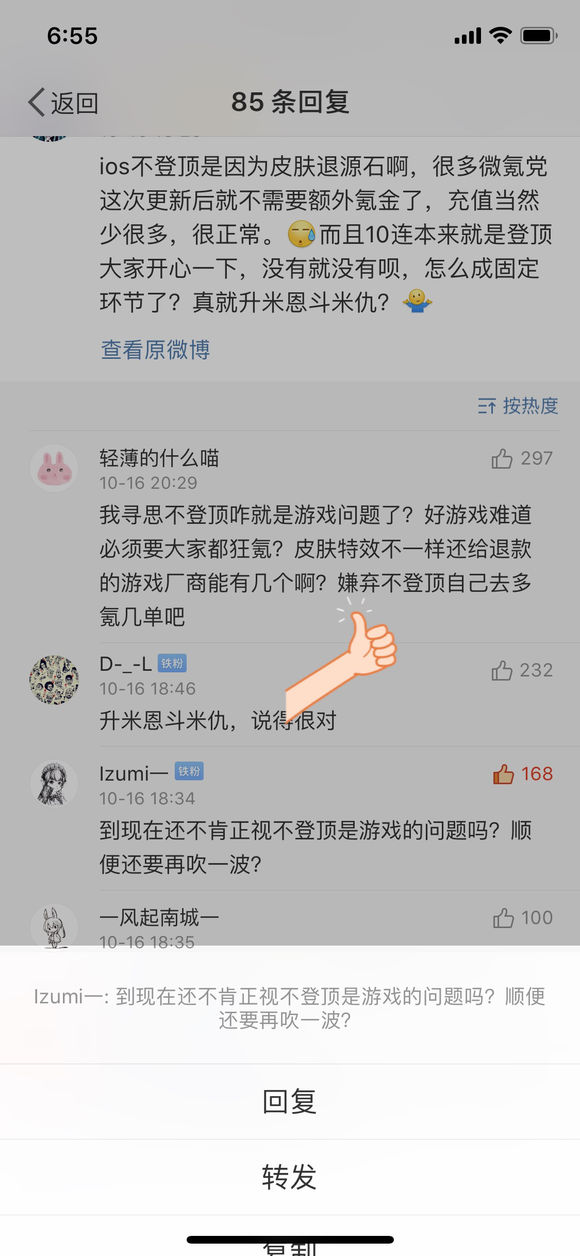 6:55
返回
85 条回复
ios不登顶是因为皮肤退源石啊，很多微氪党
这次更新后就不需要额外氪金了，充值当然
少很多，很正常。而且10连本来就是登顶
大家开心一下，没有就没有呗，怎么成固定
环节了？真就升米恩斗米仇？
查看原微博
按热度
轻薄的什么喵
297
10-16 20:29
我寻思不登顶咋就是游戏问题了？好游戏难道
必须要大家都狂氪？皮肤特效不一样还给退款
的游戏厂商能有几个啊？嫌弃不登顶自己去多
氪几单吧
D-_-L 铁粉
232
10-16 18:46
升米恩斗米仇，说得很对
Izumi一 铁粉
168
10-16 18:34
到现在还不肯正视不登顶是游戏的问题吗？顺
便还要再吹一波？
一风起南城一
100
10-16 18:35
Izumi一: 到现在还不肯正视不登顶是游戏的问题吗？顺便
还要再吹一波？
回复
转发
复制